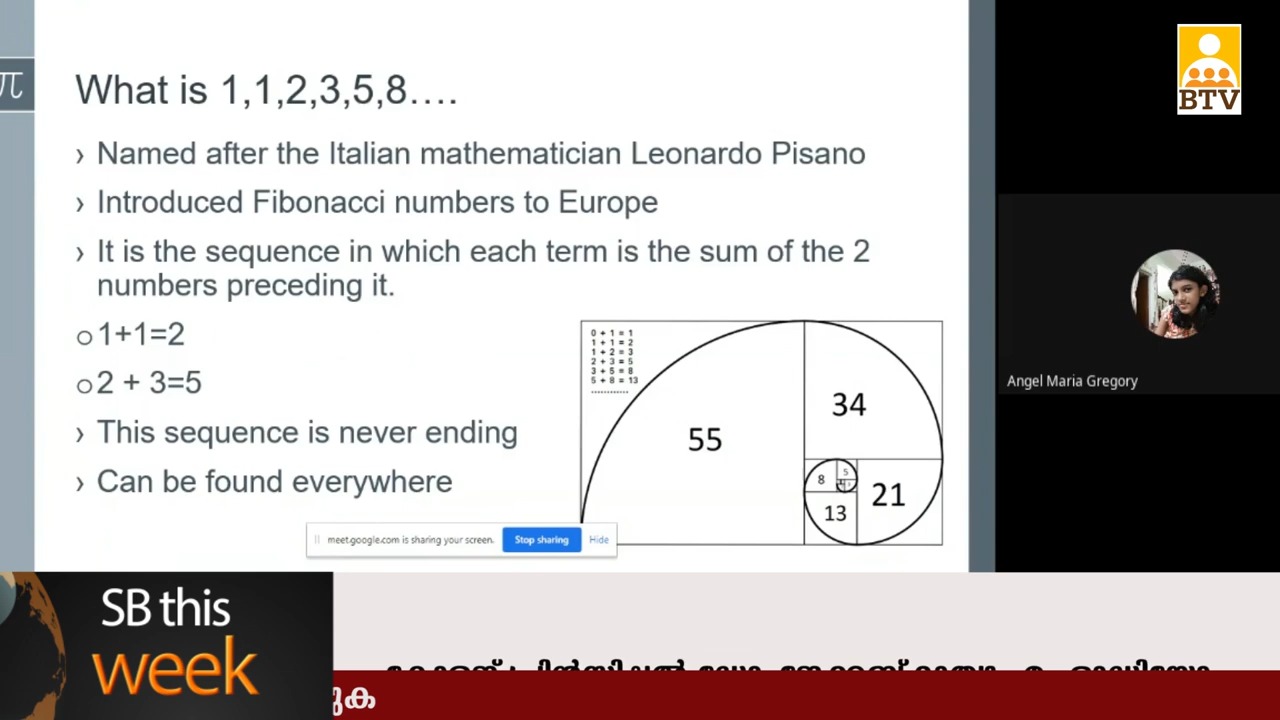 π
What is 1,1,2,3,5,8….
› Named after the Italian mathematician Leonardo Pisano
› Introduced Fibonacci numbers to Europe
› It is the sequence in which each term is the sum of the 2
numbers preceding it.
o 1+1=2
o 2 + 3=5
› This sequence is never ending
› Can be found everywhere
0 + 1 = 1
1 + 1 = 2
1 + 2 = 3
2 + 3 = 5
3 + 5 = 8
5 + 8 = 13
............
55
34
8
5
13
21
meet.google.com is sharing your screen.
Stop sharing
Hide
BTV
Angel Maria Gregory
SB this
week